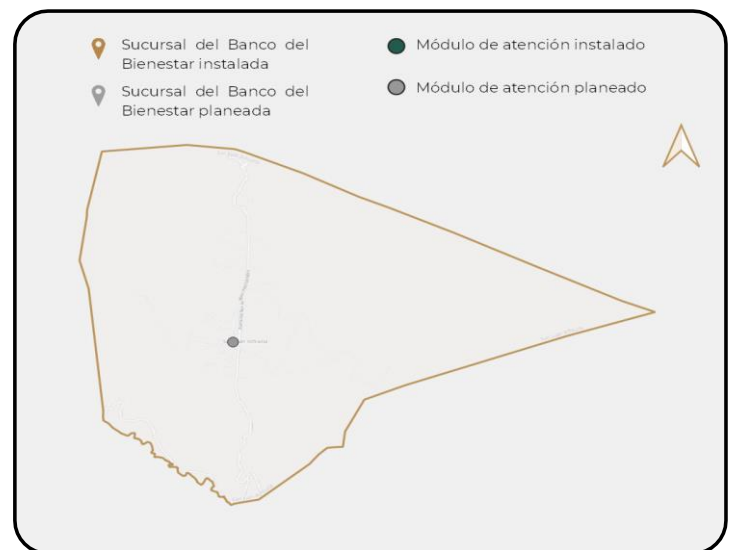 Sucursal del Banco del
Bienestar instalada
Sucursal del Banco del
Bienestar planeada
Módulo de atención instalado
Módulo de atención planeado